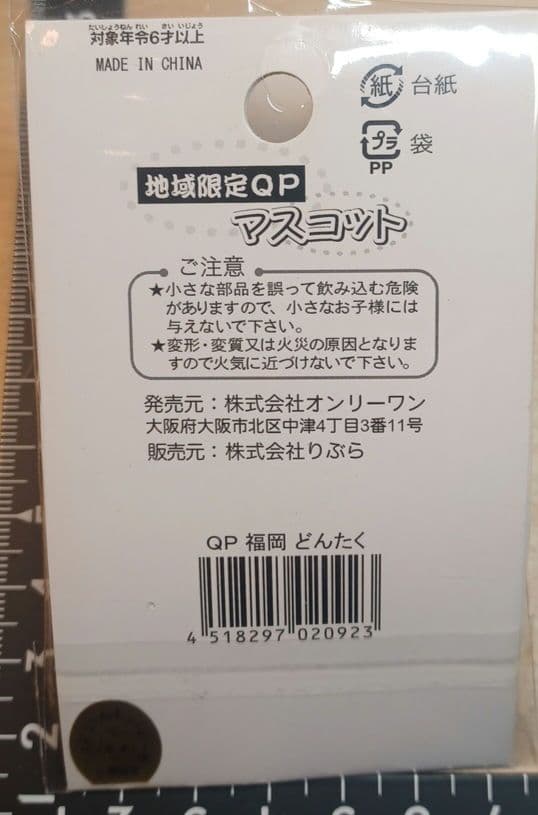 たいしょうねんれい さいいじょう
対象年令6才以上
MADE IN CHINA
紙 台紙
プラ 袋
PP
地域限定QP
マスコット
ご注意
★小さな部品を誤って飲み込む危険
がありますので、小さなお子様には
与えないで下さい。
★変形・変質又は火災の原因となりま
すので火気に近づけないで下さい。
発売元：株式会社オンリーワン
大阪府大阪市北区中津4丁目3番11号
販売元：株式会社りぶら
QP 福岡 どんたく
4 518297 020923
4
3
2